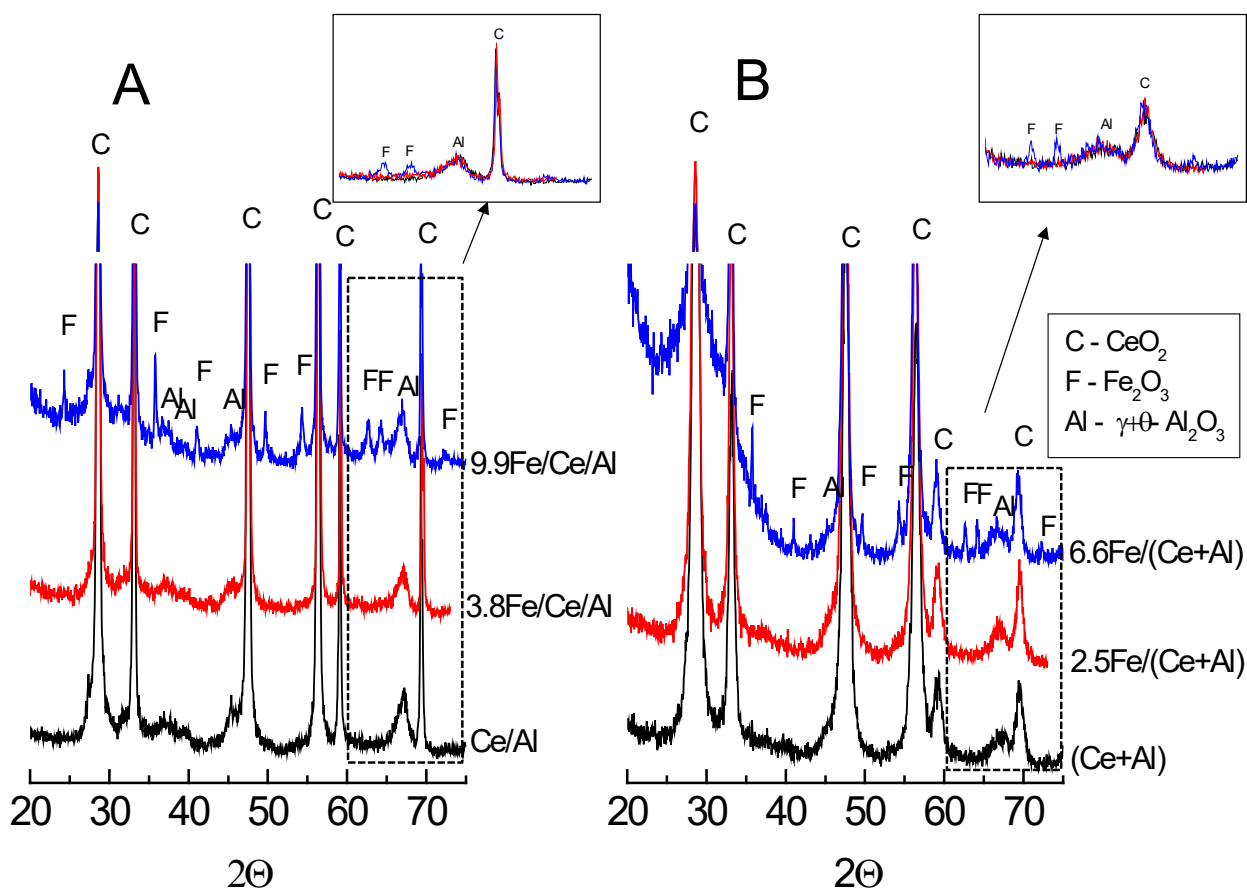 A
C
F F Al C
C C C C C
F F Al Al F Al F F F F Al F
9.9Fe/Ce/Al
3.8Fe/Ce/Al
Ce/Al
20 30 40 50 60 70
2Θ
B
C
F F Al C
C C C C C
F F Al F F F F Al F
6.6Fe/(Ce+Al)
2.5Fe/(Ce+Al)
(Ce+Al)
20 30 40 50 60 70
2Θ
C - CeO₂
F - Fe₂O₃
Al - γ+θ- Al₂O₃